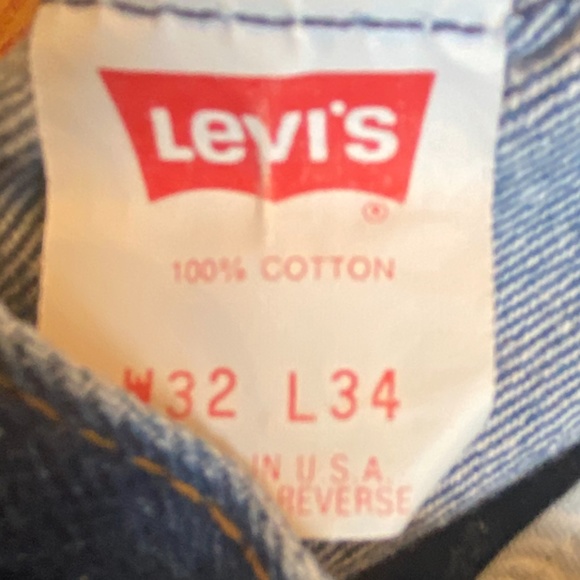 Levi's
®
100% COTTON
W32 L34
IN U.S.A.
REVERSE